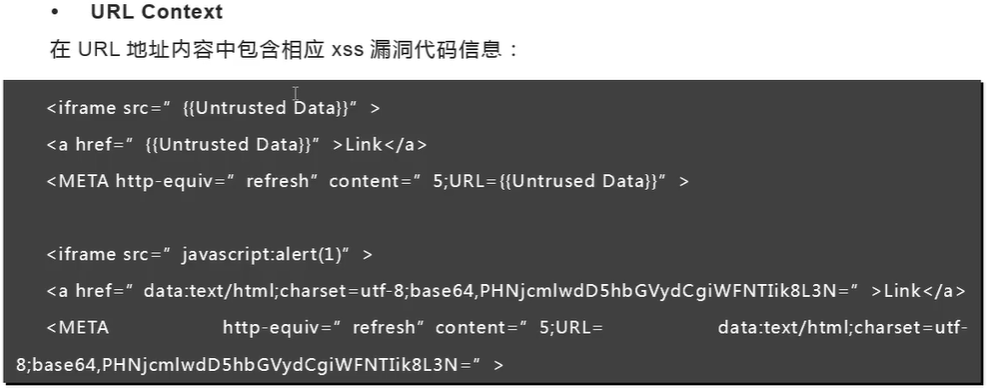 • URL Context
在 URL 地址内容中包含相应 xss 漏洞代码信息：
<iframe src=” {{Untrusted Data}}” >
<a href=” {{Untrusted Data}}” >Link</a>
<META http-equiv=” refresh” content=” 5;URL={{Untrused Data}}” >
<iframe src=” javascript:alert(1)” >
<a href=” data:text/html;charset=utf-8;base64,PHNjcmlwdD5hbGVydCgiWFNTIik8L3N=” >Link</a>
<META http-equiv=” refresh” content=” 5;URL= data:text/html;charset=utf-
8;base64,PHNjcmlwdD5hbGVydCgiWFNTIik8L3N=” >